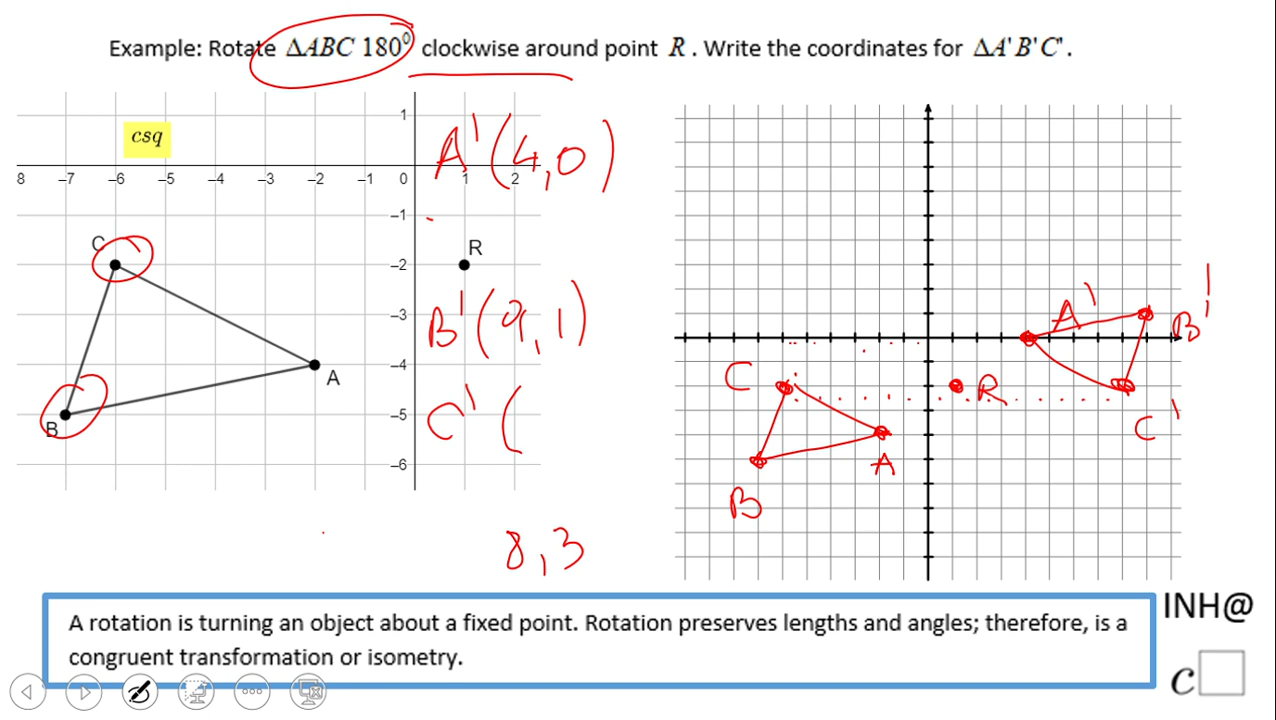 Example: Rotate ΔABC 180⁰ clockwise around point R. Write the coordinates for ΔA'B'C'.
csq
1
A'(4,0)
8 -7 -6 -5 -4 -3 -2 -1 0 1 2
-1
C
-2
R
-3
B'(9,1)
-4
A
-5
B
C'(
-6
8,3
A'
B'
C
R
C'
A
B
INH@
A rotation is turning an object about a fixed point. Rotation preserves lengths and angles; therefore, is a
congruent transformation or isometry.
c